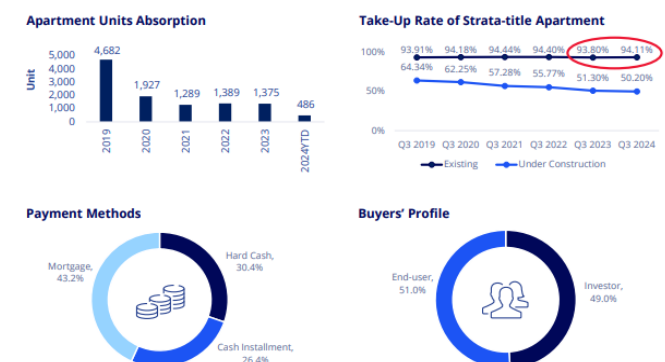 Apartment Units Absorption
Unit
5,000
4,000
3,000
2,000
1,000
0
4,682
1,927
1,289
1,389
1,375
486
2019
2020
2021
2022
2023
2024YTD
Take-Up Rate of Strata-title Apartment
100%
50%
0%
93.91% 94.18% 94.44% 94.40% 93.80% 94.11%
64.34% 62.25% 57.28% 55.77% 51.30% 50.20%
Q3 2019 Q3 2020 Q3 2021 Q3 2022 Q3 2023 Q3 2024
Existing Under Construction
Payment Methods
Mortgage,
43.2%
Hard Cash,
30.4%
Cash Installment,
26.4%
Buyers' Profile
End-user,
51.0%
Investor,
49.0%